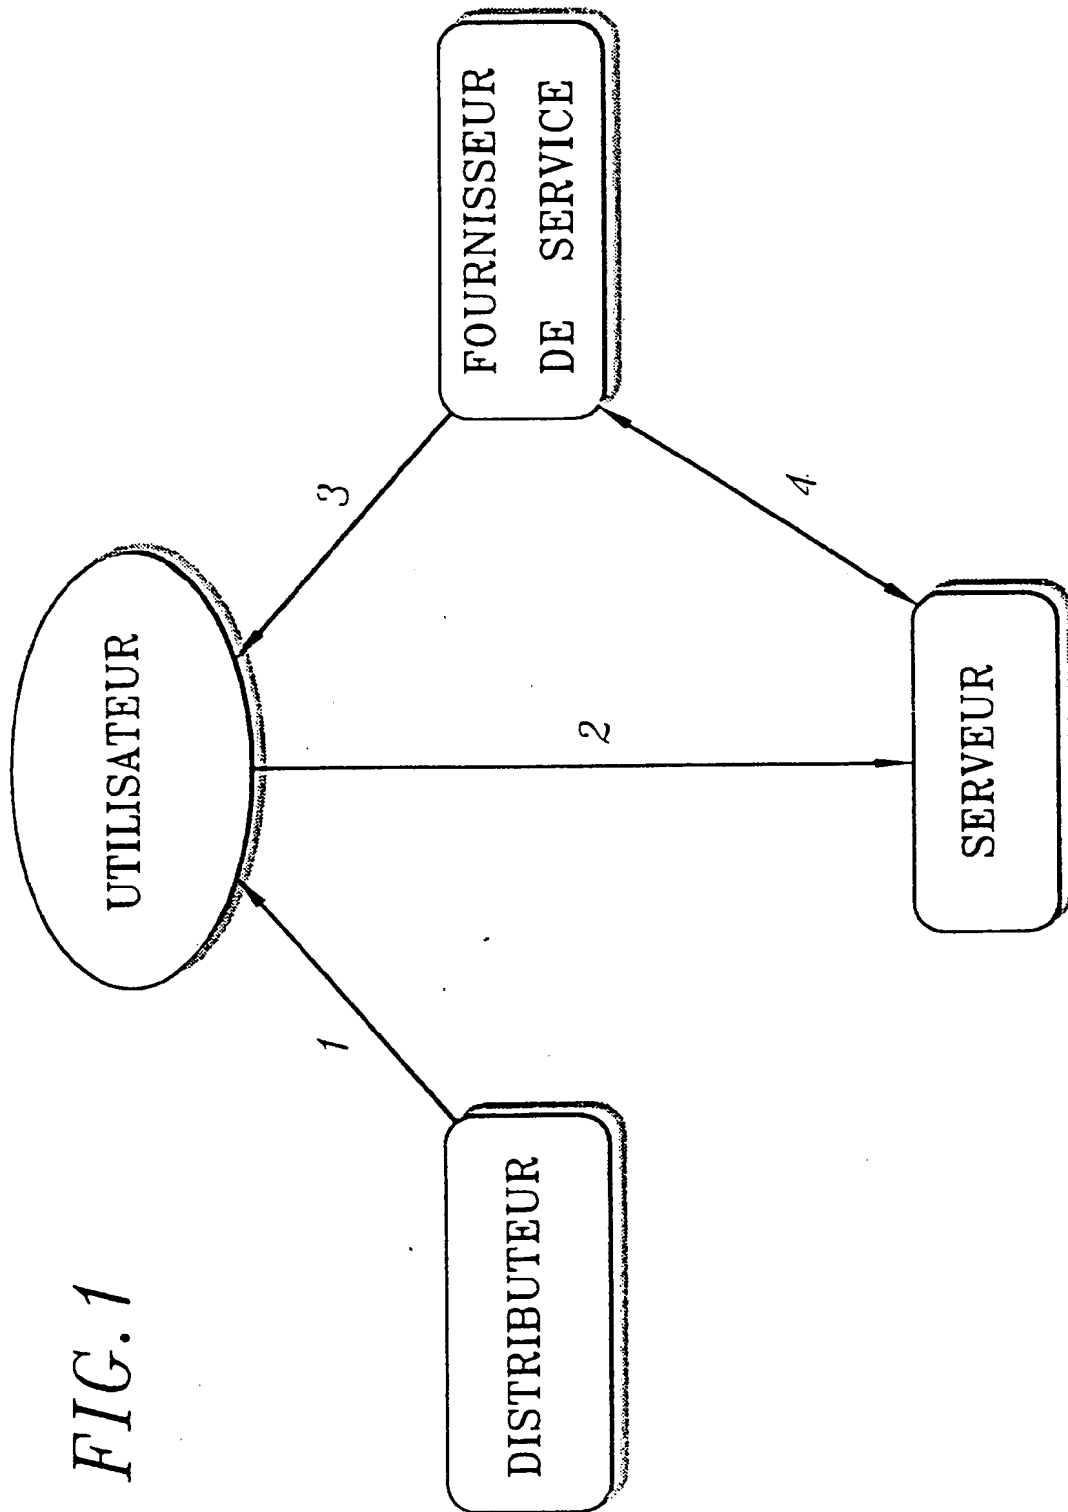 FIG.1
UTILISATEUR
1
3
DISTRIBUTEUR
2
FOURNISSEUR
DE SERVICE
4
SERVEUR